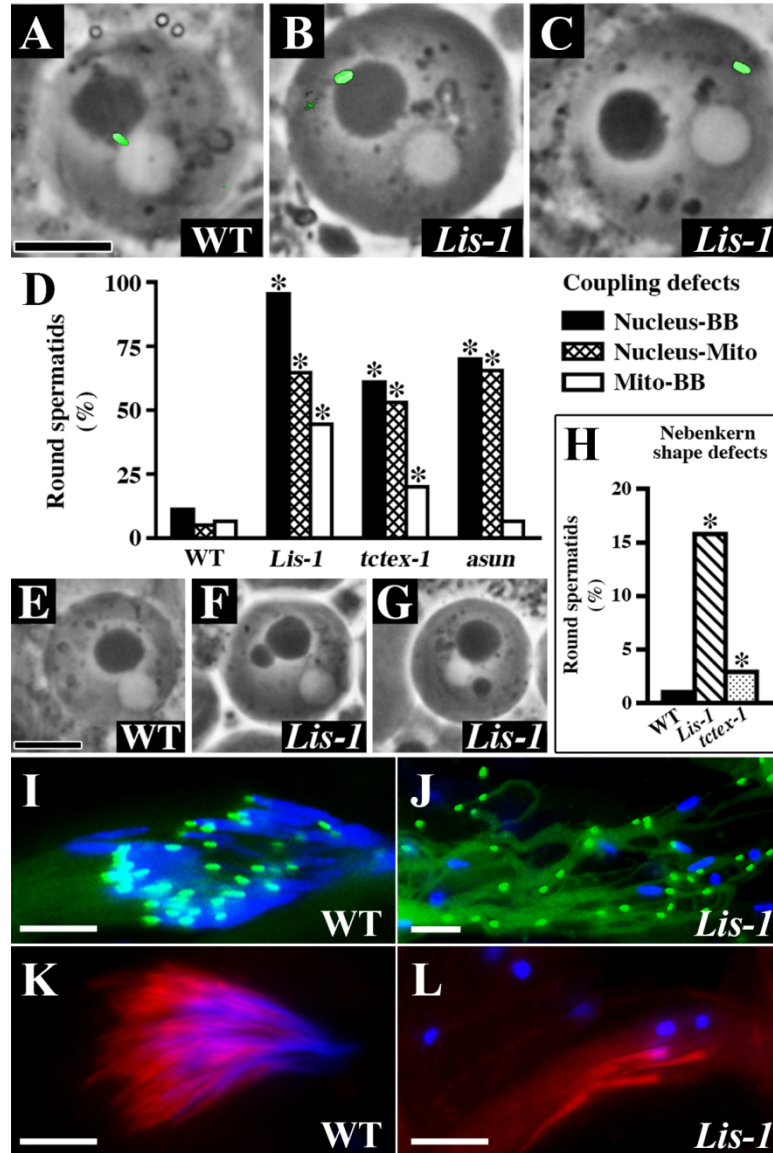 A
WT
B
Lis-1
C
Lis-1
D
Round spermatids
(%)
100
75
50
25
0
*
*
*
*
*
*
*
*
WT
Lis-1
tctex-1
asun
Coupling defects
Nucleus-BB
Nucleus-Mito
Mito-BB
E
WT
F
Lis-1
G
Lis-1
H
Nebenkern
shape defects
Round spermatids
(%)
20
15
10
5
0
*
*
WT
Lis-1
tctex-1
I
WT
J
Lis-1
K
WT
L
Lis-1